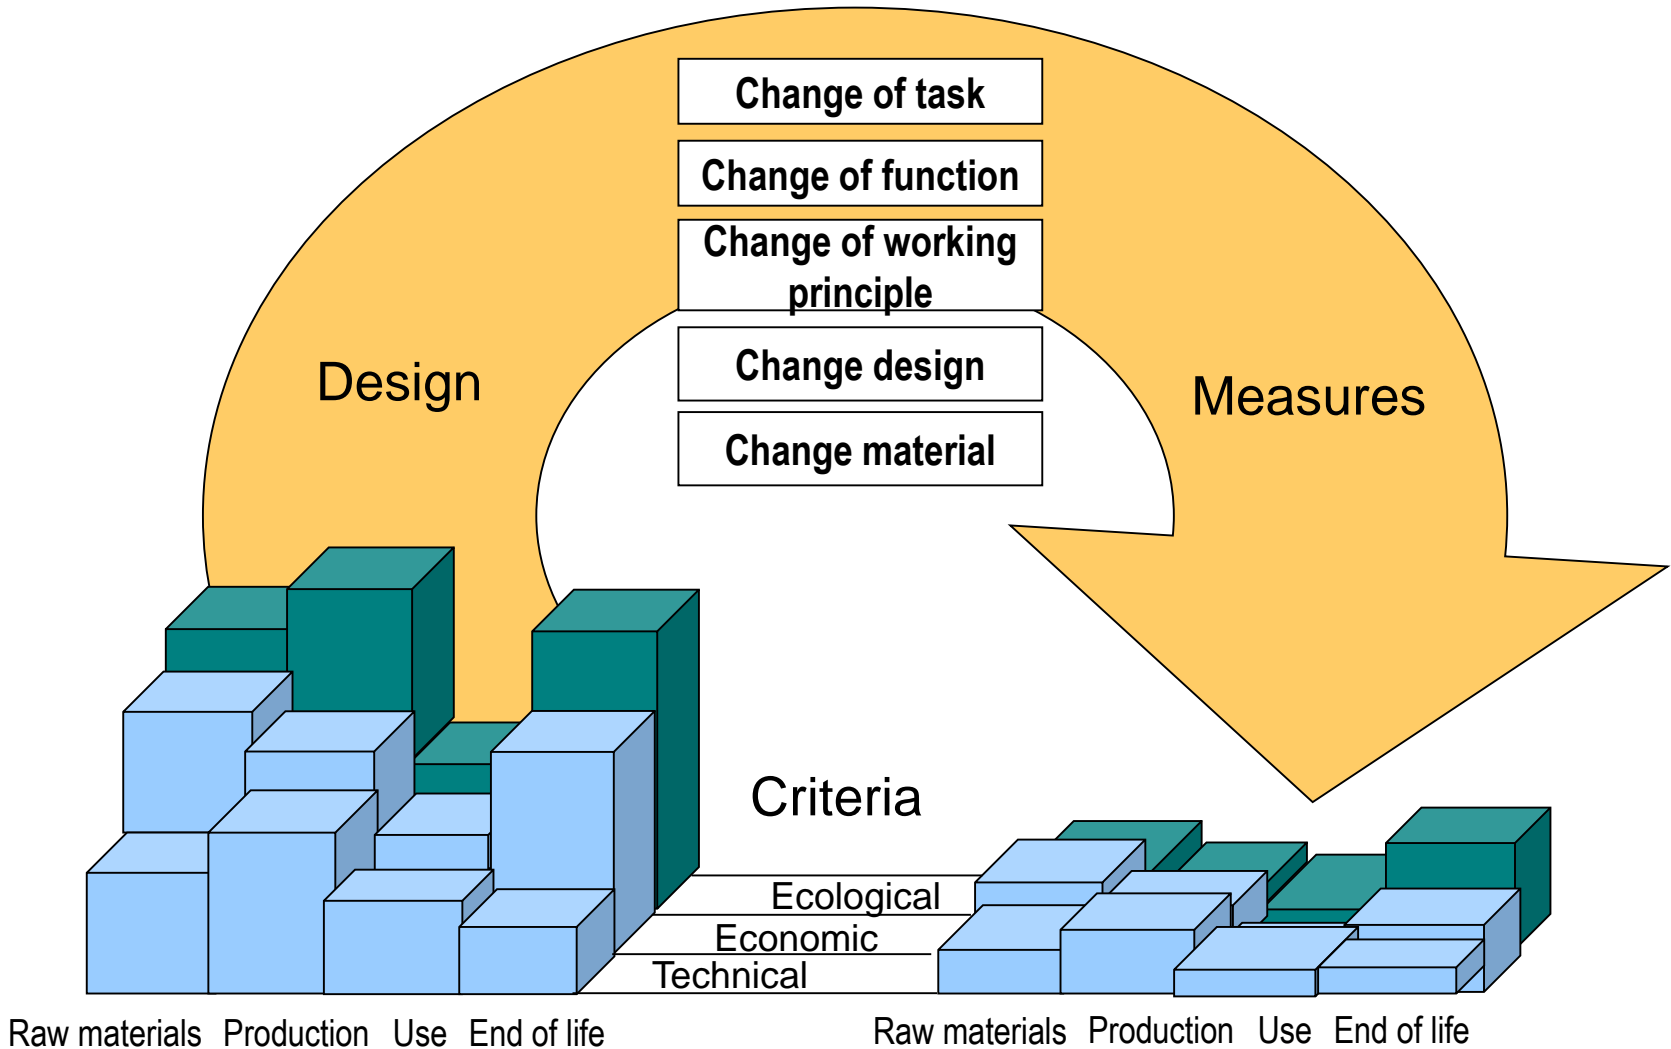 Change of task
Change of function
Change of working
principle
Change design
Change material
Design
Measures
Criteria
Ecological
Economic
Technical
Raw materials Production Use End of life
Raw materials Production Use End of life